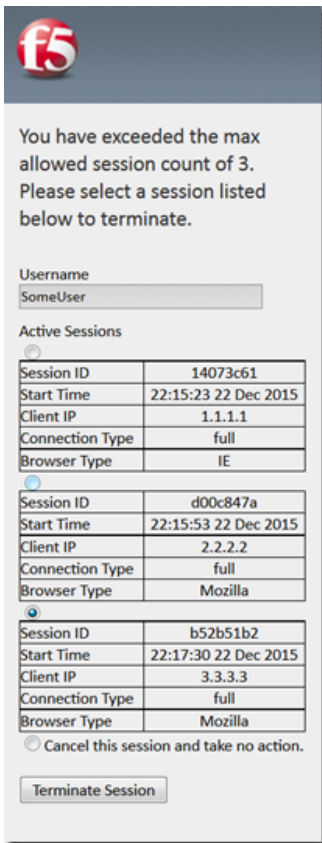 f5
You have exceeded the max
allowed session count of 3.
Please select a session listed
below to terminate.
Username
SomeUser
Active Sessions
Session ID 14073c61
Start Time 22:15:23 22 Dec 2015
Client IP 1.1.1.1
Connection Type full
Browser Type IE
Session ID d00c847a
Start Time 22:15:53 22 Dec 2015
Client IP 2.2.2.2
Connection Type full
Browser Type Mozilla
Session ID b52b51b2
Start Time 22:17:30 22 Dec 2015
Client IP 3.3.3.3
Connection Type full
Browser Type Mozilla
Cancel this session and take no action.
Terminate Session